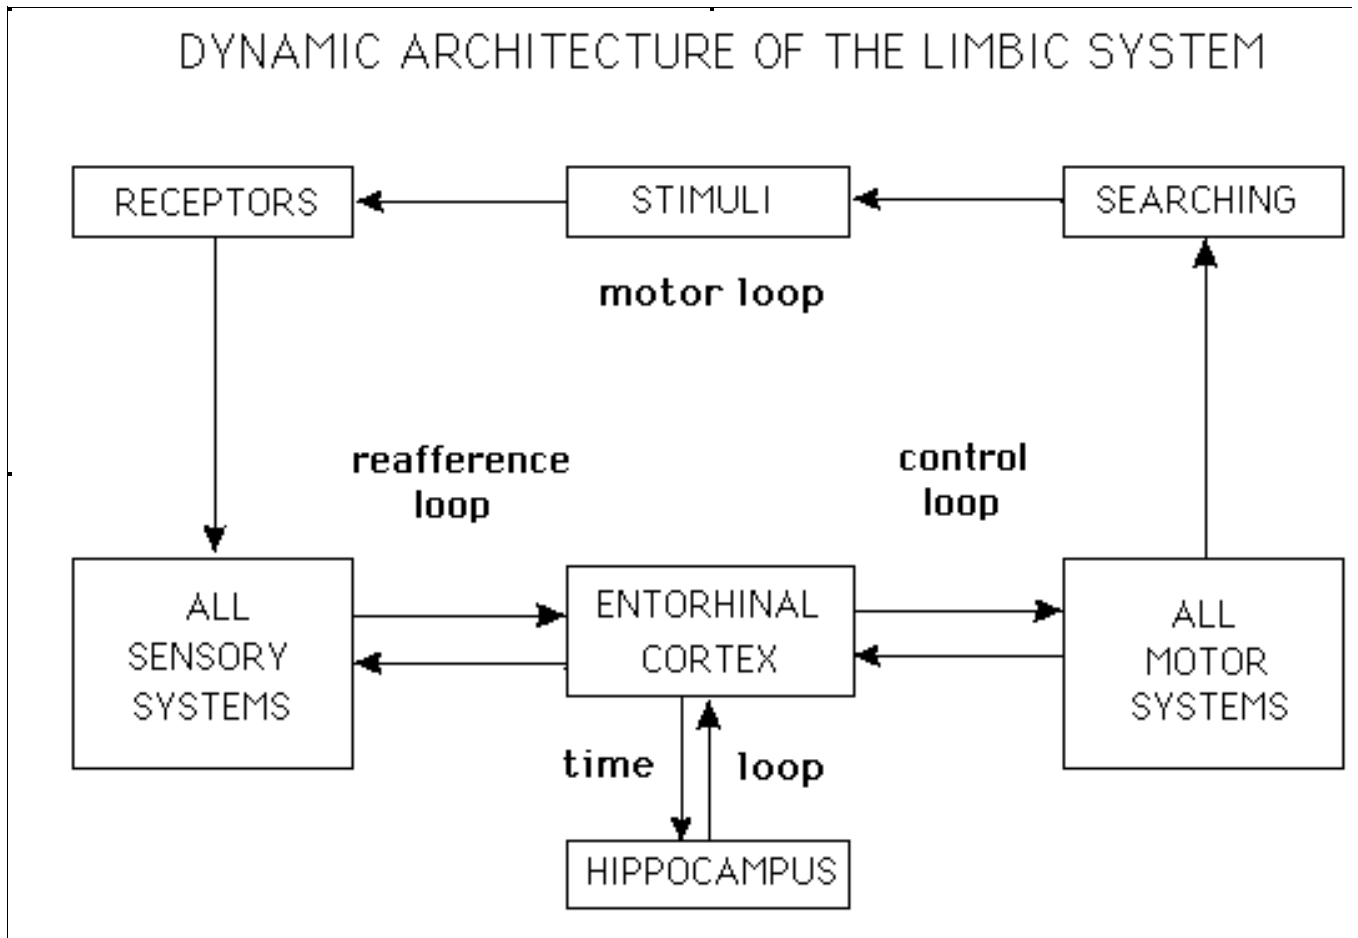 DYNAMIC ARCHITECTURE OF THE LIMBIC SYSTEM
RECEPTORS
STIMULI
SEARCHING
motor loop
reafference
loop
control
loop
ALL
SENSORY
SYSTEMS
ENTORHINAL
CORTEX
ALL
MOTOR
SYSTEMS
time loop
HIPPOCAMPUS